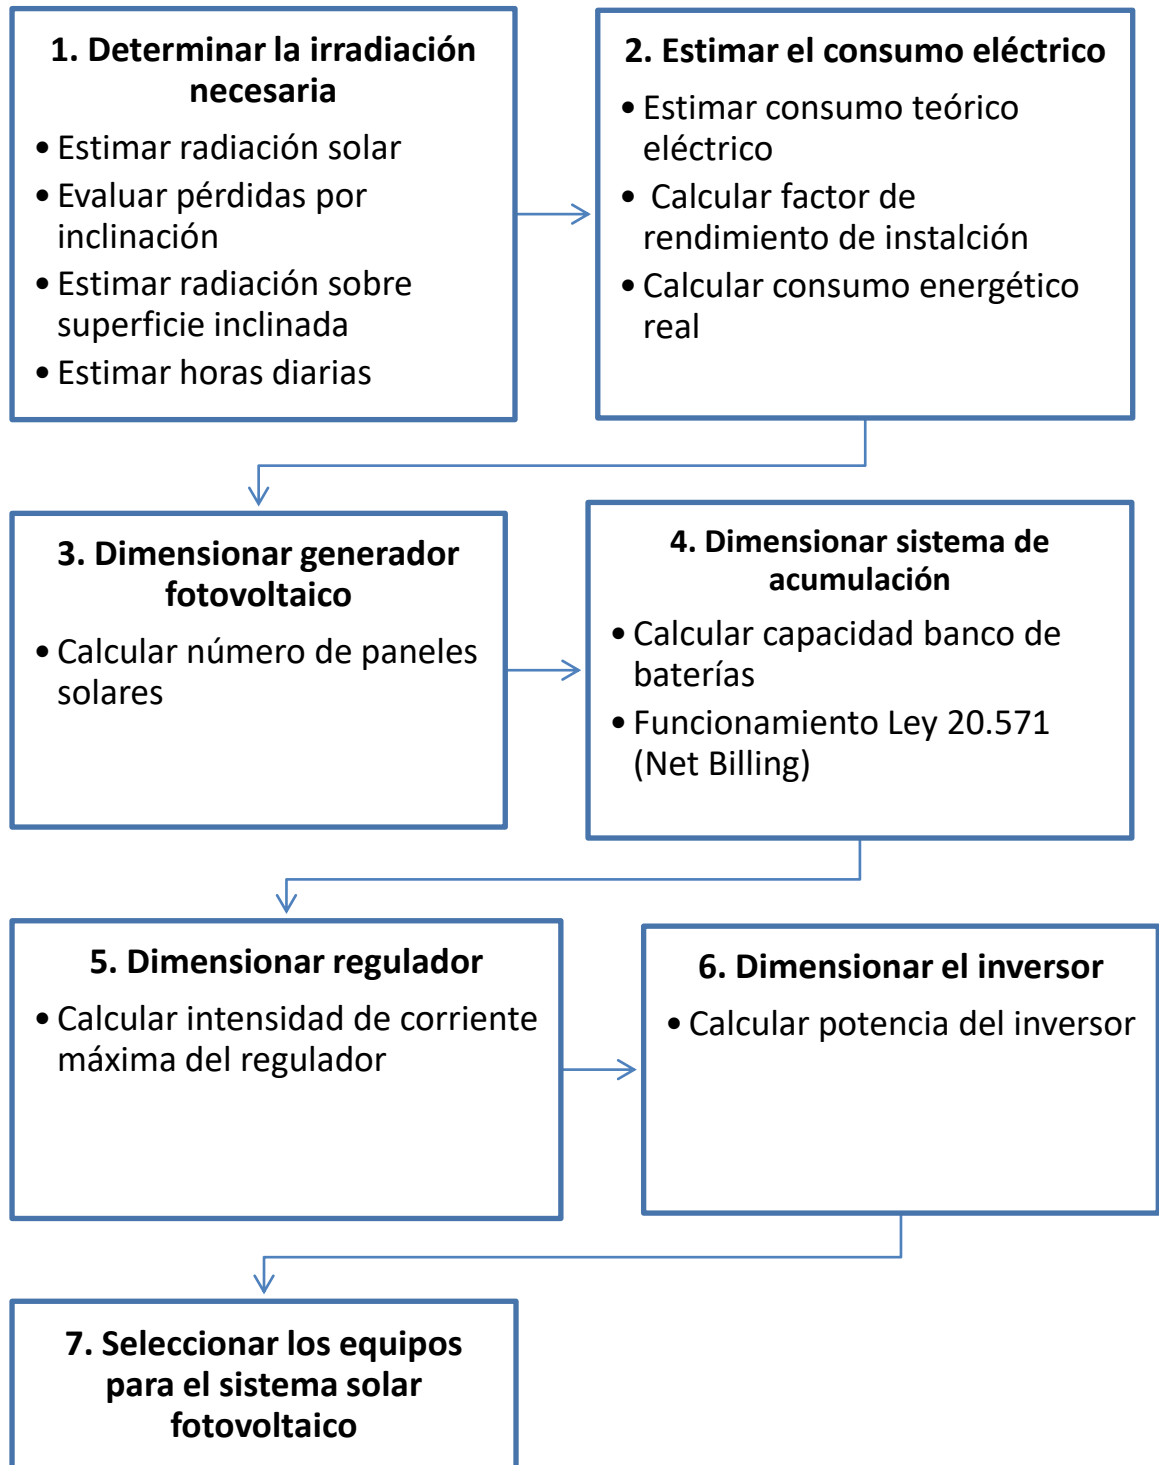 1. Determinar la irradiación
necesaria
• Estimar radiación solar
• Evaluar pérdidas por
inclinación
• Estimar radiación sobre
superficie inclinada
• Estimar horas diarias
2. Estimar el consumo eléctrico
• Estimar consumo teórico
eléctrico
• Calcular factor de
rendimiento de instalción
• Calcular consumo energético
real
3. Dimensionar generador
fotovoltaico
• Calcular número de paneles
solares
4. Dimensionar sistema de
acumulación
• Calcular capacidad banco de
baterías
• Funcionamiento Ley 20.571
(Net Billing)
5. Dimensionar regulador
• Calcular intensidad de corriente
máxima del regulador
6. Dimensionar el inversor
• Calcular potencia del inversor
7. Seleccionar los equipos
para el sistema solar
fotovoltaico